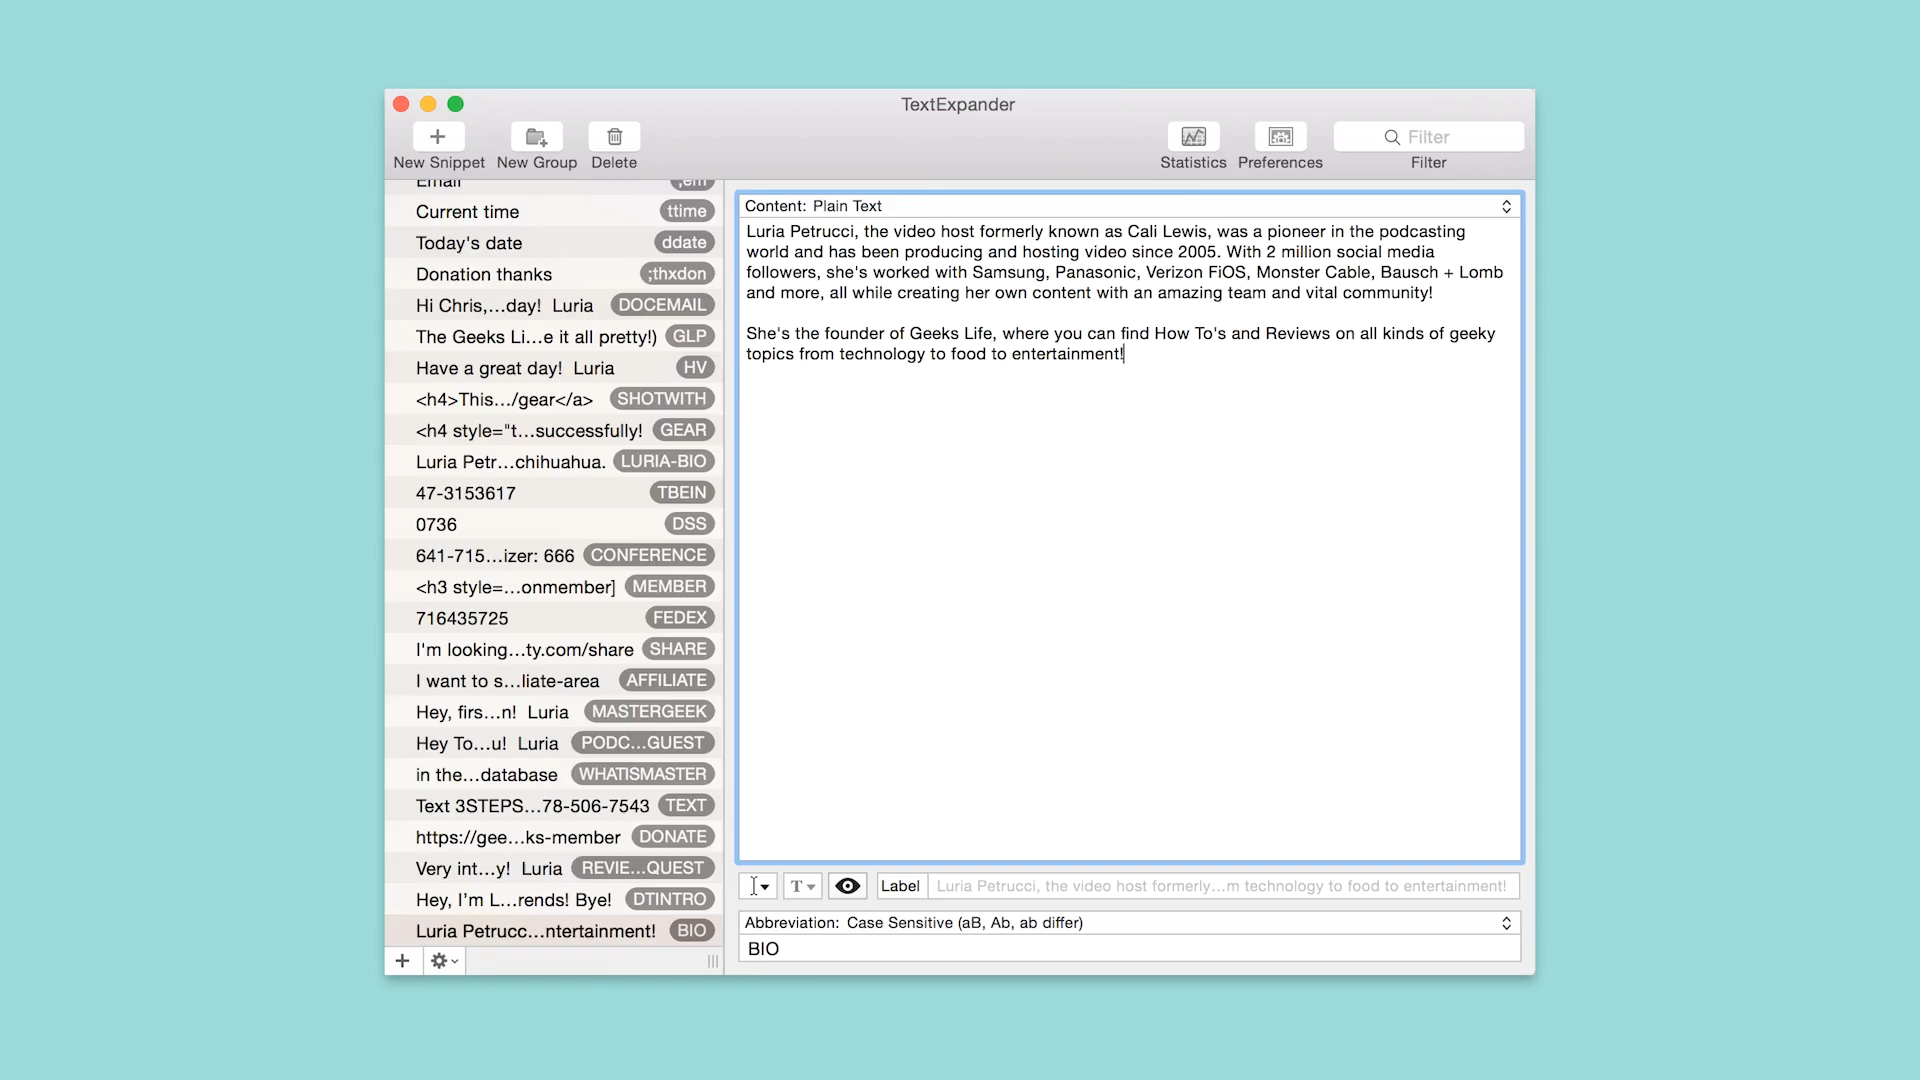 TextExpander
New Snippet
New Group
Delete
Statistics
Preferences
Filter
Filter
Email ;em
Current time ttime
Today's date ddate
Donation thanks ;thxdon
Hi Chris,…day!  Luria DOCEMAIL
The Geeks Li…e it all pretty!) GLP
Have a great day!  Luria HV
<h4>This…/gear</a> SHOTWITH
<h4 style="t…successfully! GEAR
Luria Petr…chihuahua. LURIA-BIO
47-3153617 TBEIN
0736 DSS
641-715…izer: 666 CONFERENCE
<h3 style=…onmember] MEMBER
716435725 FEDEX
I'm looking…ty.com/share SHARE
I want to s…liate-area AFFILIATE
Hey, firs…n!  Luria MASTERGEEK
Hey To…u!  Luria PODC…GUEST
in the…database WHATISMASTER
Text 3STEPS…78-506-7543 TEXT
https://gee…ks-member DONATE
Very int…y!  Luria REVIE…QUEST
Hey, I'm L…rends! Bye! DTINTRO
Luria Petrucc…ntertainment! BIO
Content: Plain Text
Luria Petrucci, the video host formerly known as Cali Lewis, was a pioneer in the podcasting
world and has been producing and hosting video since 2005. With 2 million social media
followers, she's worked with Samsung, Panasonic, Verizon FiOS, Monster Cable, Bausch + Lomb
and more, all while creating her own content with an amazing team and vital community!
She's the founder of Geeks Life, where you can find How To's and Reviews on all kinds of geeky
topics from technology to food to entertainment!
T
Label Luria Petrucci, the video host formerly…m technology to food to entertainment!
Abbreviation: Case Sensitive (aB, Ab, ab differ)
BIO